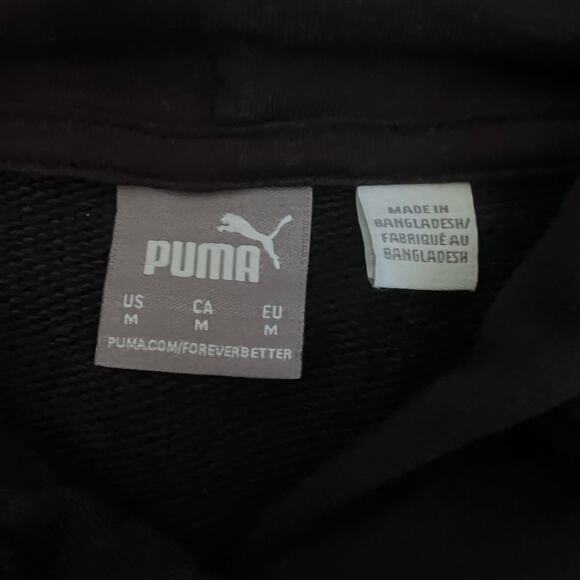 PUMA
US CA EU
M M M
PUMA.COM/FOREVERBETTER
MADE IN
BANGLADESH/
FABRIQUÉ AU
BANGLADESH